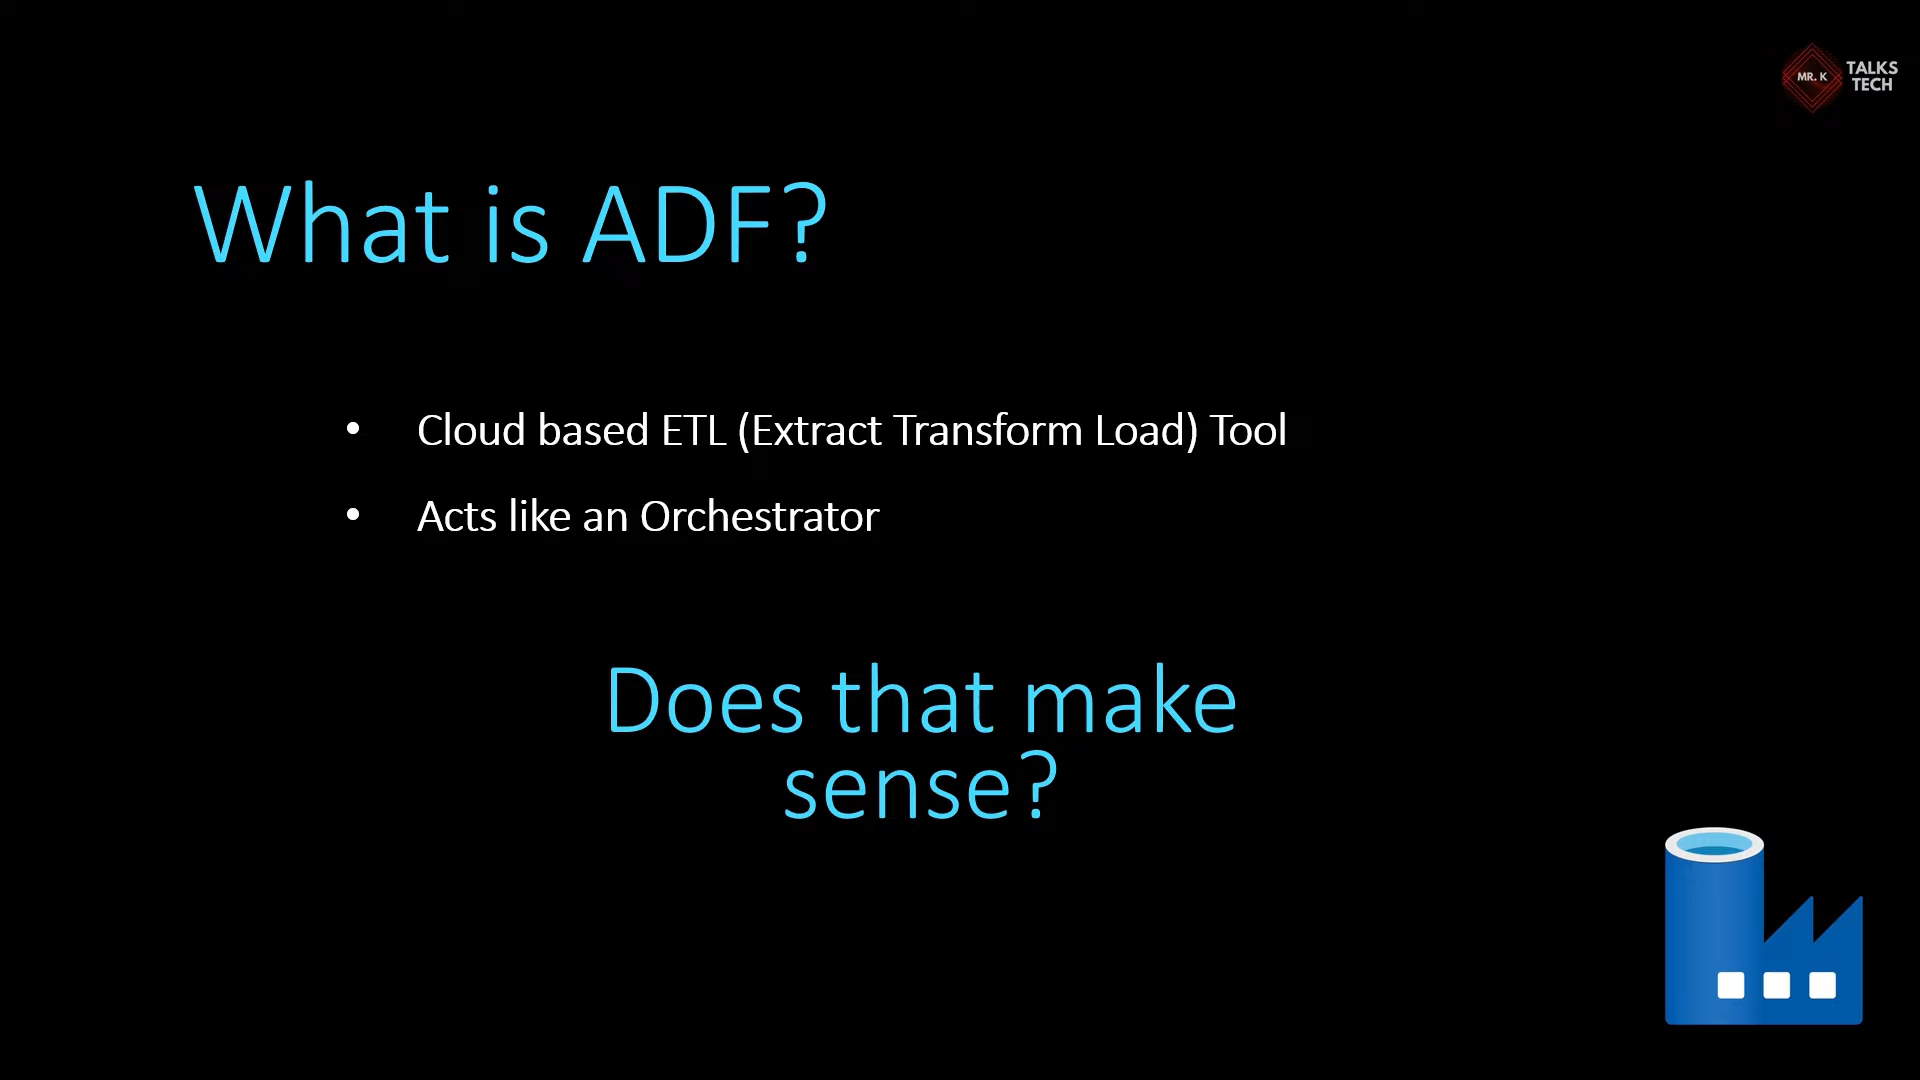 MR. K
TALKS
TECH
What is ADF?
• Cloud based ETL (Extract Transform Load) Tool
• Acts like an Orchestrator
Does that make
sense?